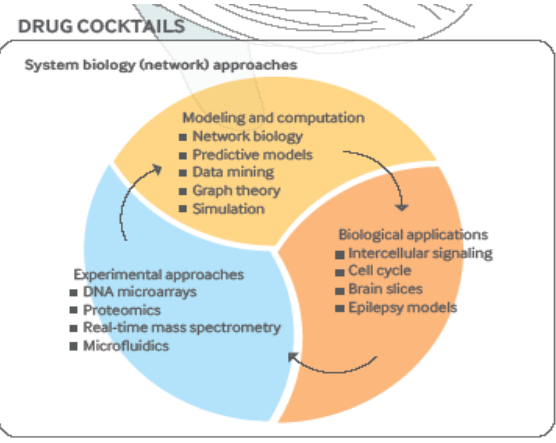 DRUG COCKTAILS
System biology (network) approaches
Modeling and computation
■ Network biology
■ Predictive models
■ Data mining
■ Graph theory
■ Simulation
Biological applications
■ Intercellular signaling
■ Cell cycle
■ Brain slices
■ Epilepsy models
Experimental approaches
■ DNA microarrays
■ Proteomics
■ Real-time mass spectrometry
■ Microfluidics